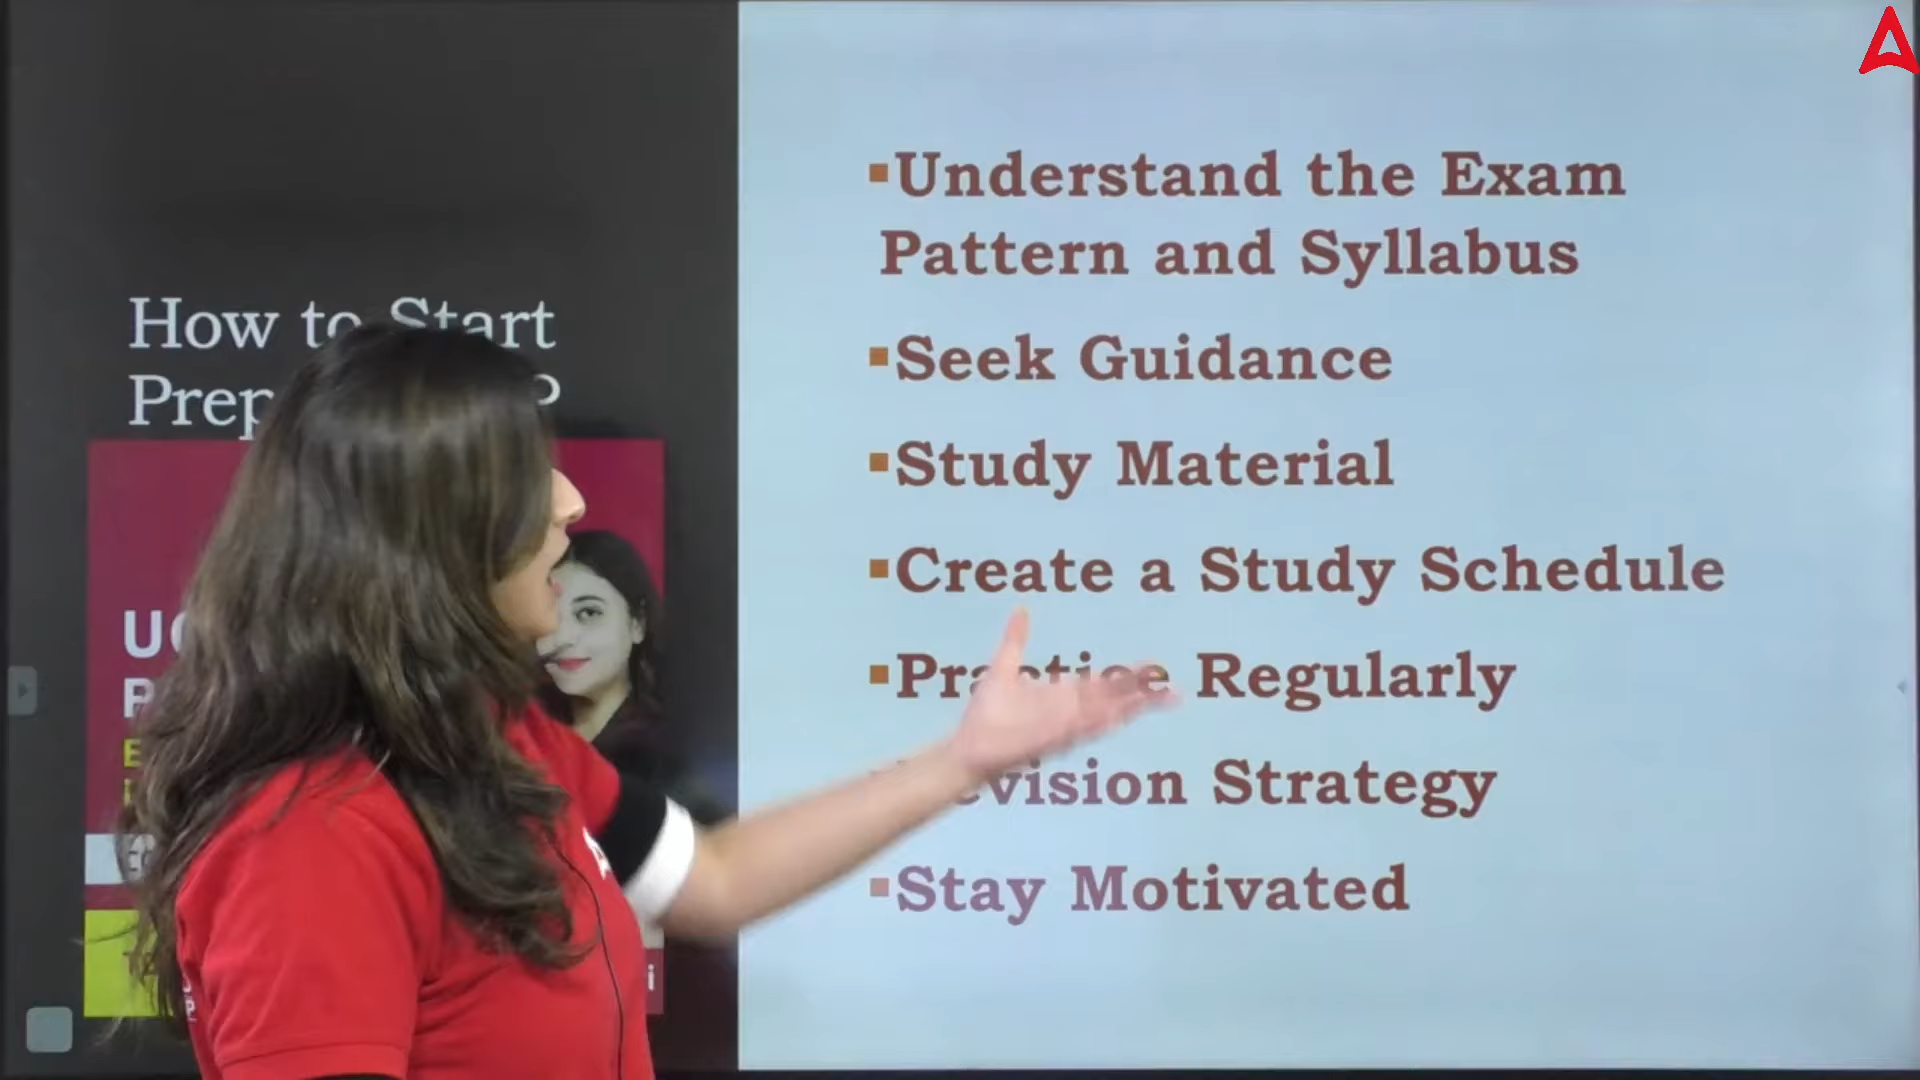 How to Start
Understand the Exam
Pattern and Syllabus
Seek Guidance
Study Material
Create a Study Schedule
Practice Regularly
Strategy
Stay Motivated